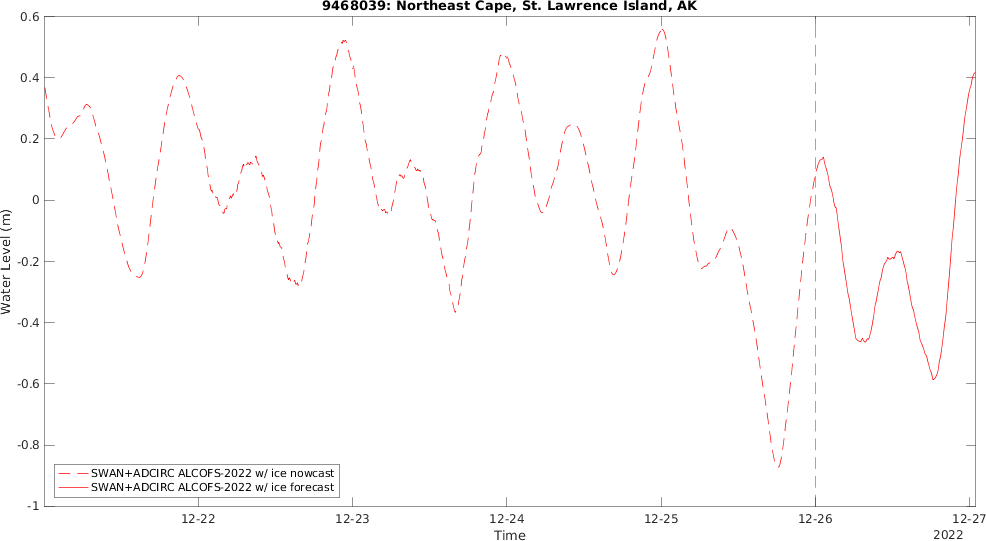 9468039: Northeast Cape, St. Lawrence Island, AK
Water Level (m)
0.6
0.4
0.2
0
-0.2
-0.4
-0.6
-0.8
-1
SWAN+ADCIRC ALCOFS-2022 w/ ice nowcast
SWAN+ADCIRC ALCOFS-2022 w/ ice forecast
12-22 12-23 12-24 12-25 12-26 12-27
Time
2022